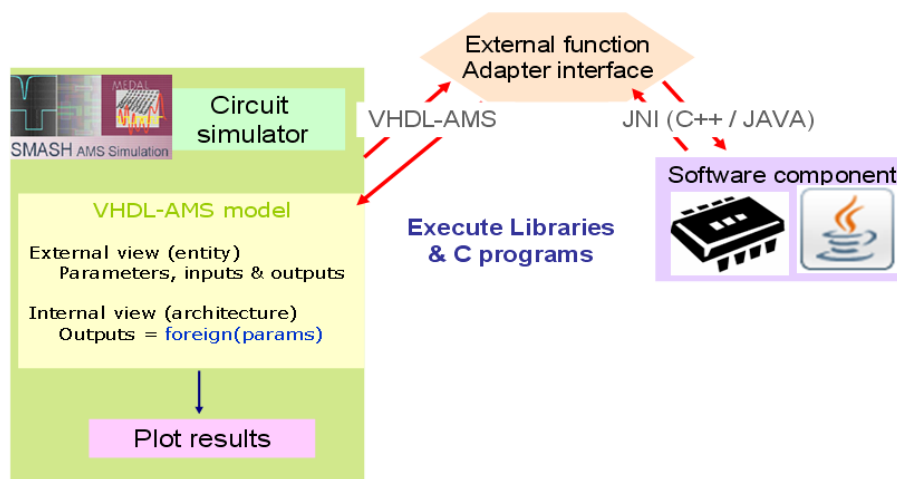 External function
Adapter interface
MEDAL
SMASH AMS Simulation
Circuit
simulator
VHDL-AMS
JNI (C++ / JAVA)
Software component
VHDL-AMS model
External view (entity)
Parameters, inputs & outputs
Internal view (architecture)
Outputs = foreign(params)
Execute Libraries
& C programs
Plot results